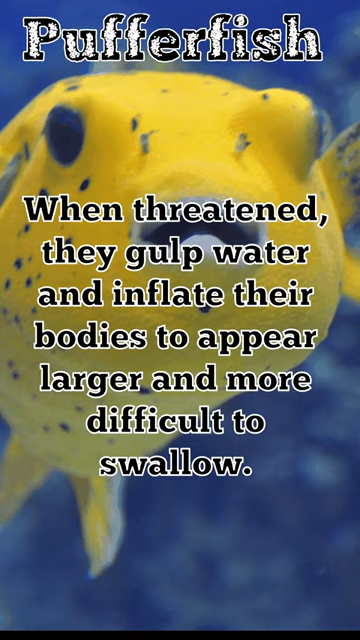 Pufferfish
When threatened,
they gulp water
and inflate their
bodies to appear
larger and more
difficult to
swallow.